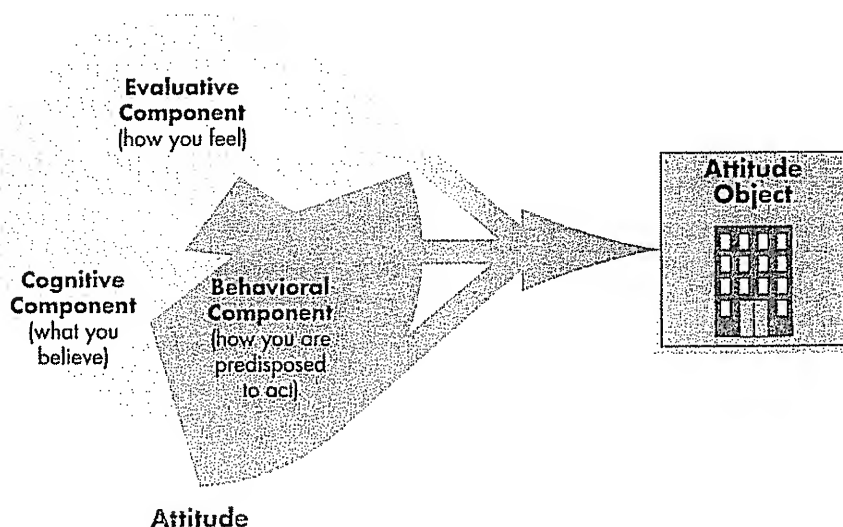 Evaluative
Component
(how you feel)
Attitude
Object
Cognitive
Component
(what you
believe)
Behavioral
Component
(how you are
predisposed
to act)
Attitude